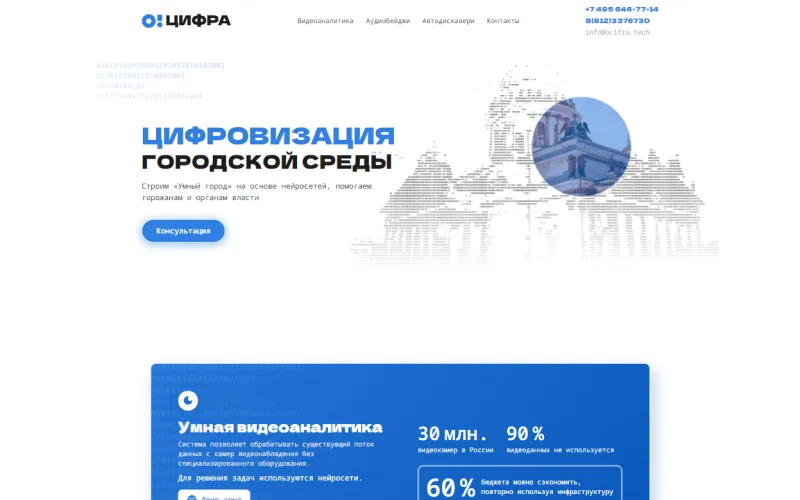 О! ЦИФРА
Видеоаналитика Аудиобейджи Автодискавери Контакты
+7 495 646-77-14
8(812)3376730
info@ocifra.tech
ЦИФРОВИЗАЦИЯ
ГОРОДСКОЙ СРЕДЫ
Строим «Умный город» на основе нейросетей, помогаем
горожанам и органам власти
Консультация
Умная видеоаналитика
Система позволяет обрабатывать существующий поток
данных с камер видеонаблюдения без
специализированного оборудования.
Для решения задач используются нейросети.
30 млн.
видеокамер в России
90 %
видеоданных не используется
60 %
бюджета можно сэкономить,
повторно используя инфраструктуру